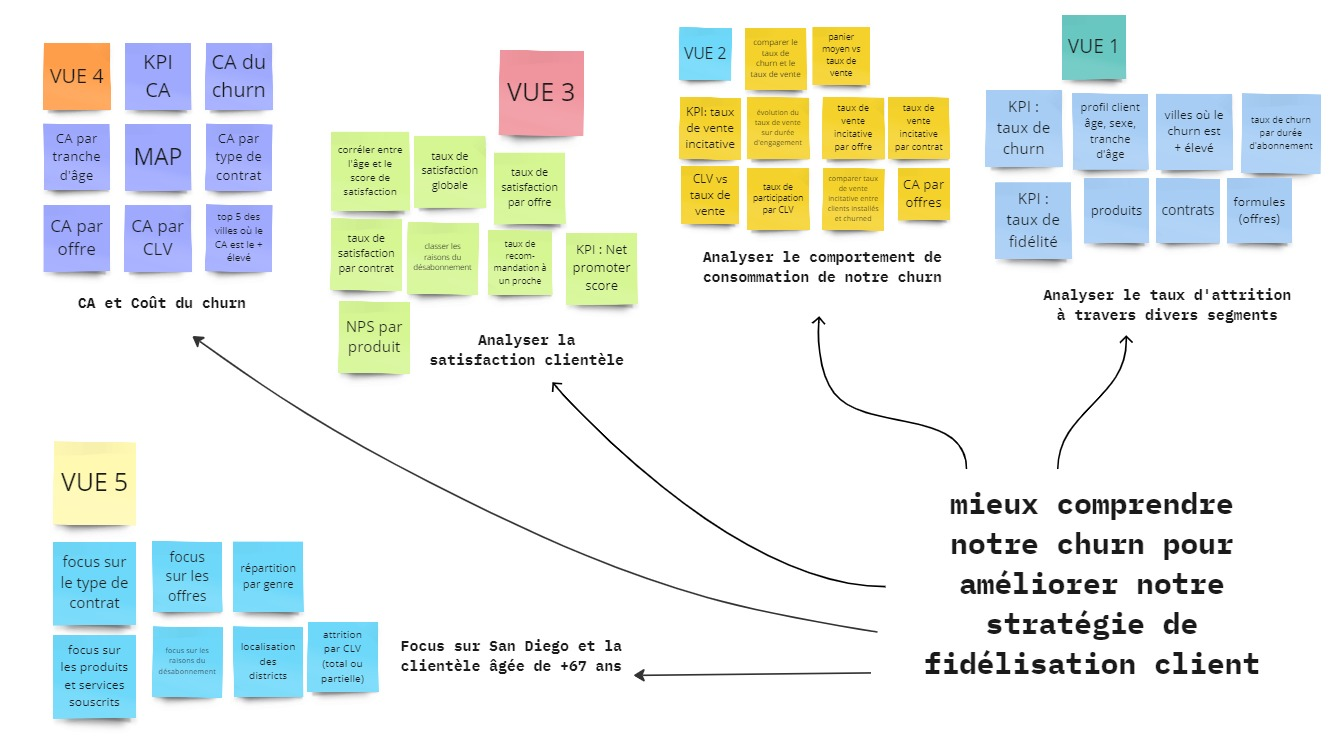 VUE 4
KPI
CA
CA du
churn
CA par
tranche
d'âge
MAP
CA par
type de
contrat
CA par
offre
CA par
CLV
top 5 des
villes où le
CA est le +
élevé
CA et Coût du churn
VUE 3
corréler entre
l'âge et le
score de
satisfaction
taux de
satisfaction
globale
taux de
satisfaction
par offre
taux de
satisfaction
par contrat
classer les
raisons du
désabonnement
taux de
recom-
mandation à
un proche
KPI : Net
promoter
score
NPS par
produit
Analyser la
satisfaction clientèle
VUE 2
comparer le
taux de
churn et le
taux de vente
panier
moyen vs
taux de
vente
KPI: taux
de vente
incitative
évolution du
taux de vente
sur durée
d'engagement
taux de
vente
incitative
par offre
taux de
vente
incitative
par contrat
CLV vs
taux de
vente
taux de
participation
par CLV
comparer taux
de vente
incitative entre
clients installés
et churned
CA par
offres
Analyser le comportement de
consommation de notre churn
VUE 1
KPI :
taux de
churn
profil client
âge, sexe,
tranche
d'âge
villes où le
churn est
+ élevé
taux de churn
par durée
d'abonnement
KPI :
taux de
fidélité
produits
contrats
formules
(offres)
Analyser le taux d'attrition
à travers divers segments
VUE 5
focus sur
le type de
contrat
focus
sur les
offres
répartition
par genre
focus sur
les produits
et services
souscrits
focus sur les
raisons du
désabonnement
localisation
des
districts
attrition
par CLV
(total ou
partielle)
Focus sur San Diego et la
clientèle âgée de +67 ans
mieux comprendre
notre churn pour
améliorer notre
stratégie de
fidélisation client